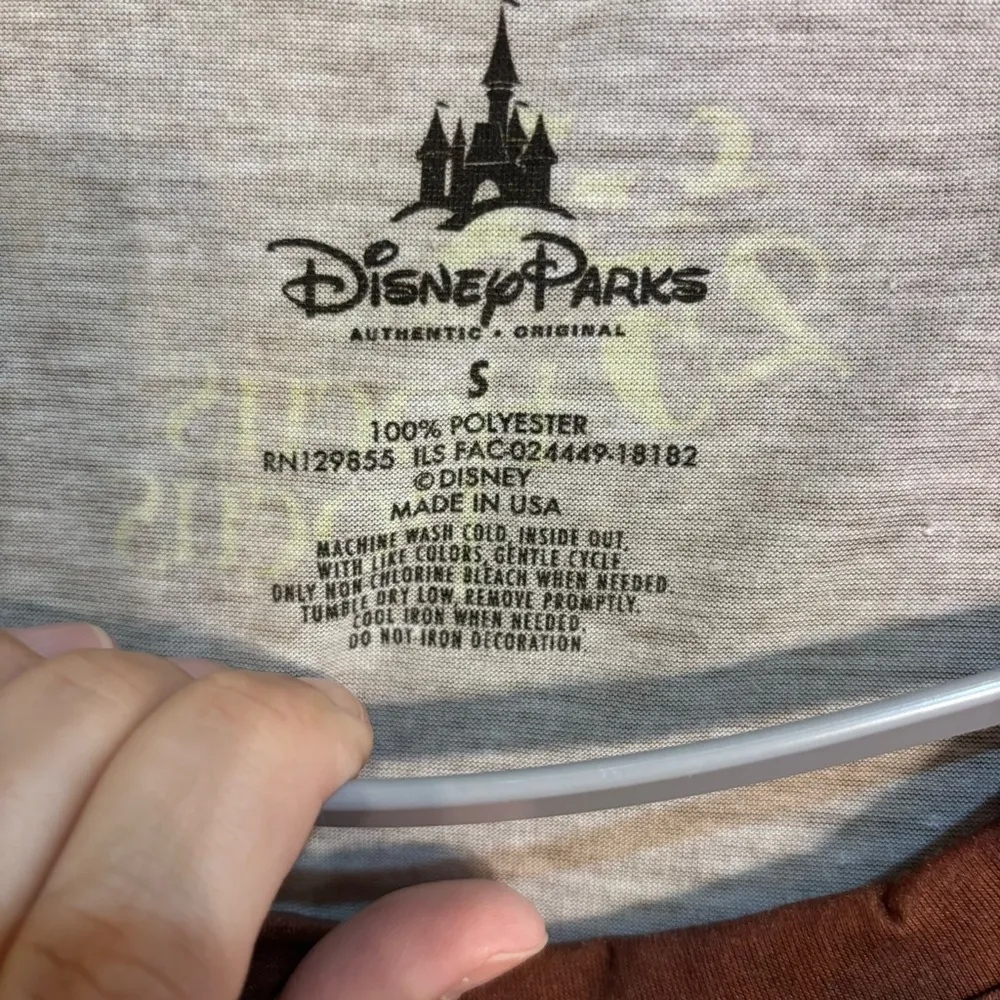 DISNEY PARKS
AUTHENTIC • ORIGINAL
S
100% POLYESTER
RN129855 ILS FAC-024449-18182
©DISNEY
MADE IN USA
MACHINE WASH COLD, INSIDE OUT,
WITH LIKE COLORS, GENTLE CYCLE
ONLY NON CHLORINE BLEACH WHEN NEEDED.
TUMBLE DRY LOW, REMOVE PROMPTLY.
COOL IRON WHEN NEEDED.
DO NOT IRON DECORATION.